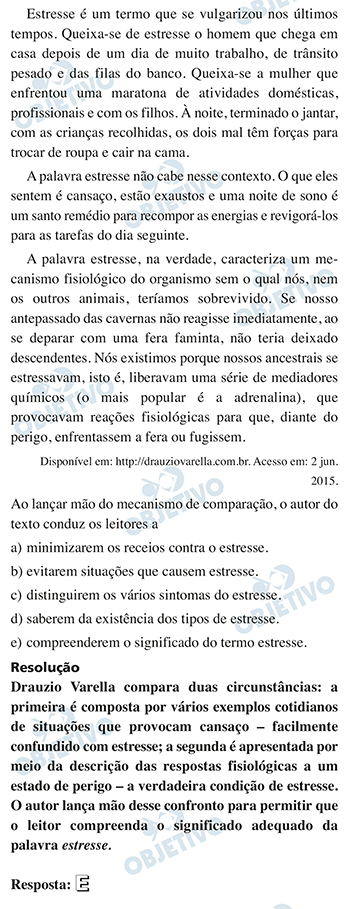 Estresse é um termo que se vulgarizou nos últimos
tempos. Queixa-se de estresse o homem que chega em
casa depois de um dia de muito trabalho, de trânsito
pesado e das filas do banco. Queixa-se a mulher que
enfrentou uma maratona de atividades domésticas,
profissionais e com os filhos. À noite, terminado o jantar,
com as crianças recolhidas, os dois mal têm forças para
trocar de roupa e cair na cama.
A palavra estresse não cabe nesse contexto. O que eles
sentem é cansaço, estão exaustos e uma noite de sono é
um santo remédio para recompor as energias e revigorá-los
para as tarefas do dia seguinte.
A palavra estresse, na verdade, caracteriza um me-
canismo fisiológico do organismo sem o qual nós, nem
os outros animais, teríamos sobrevivido. Se nosso
antepassado das cavernas não reagisse imediatamente, ao
se deparar com uma fera faminta, não teria deixado
descendentes. Nós existimos porque nossos ancestrais se
estressavam, isto é, liberavam uma série de mediadores
químicos (o mais popular é a adrenalina), que
provocavam reações fisiológicas para que, diante do
perigo, enfrentassem a fera ou fugissem.
Disponível em: http://drauziovarella.com.br. Acesso em: 2 jun.
2015.
Ao lançar mão do mecanismo de comparação, o autor do
texto conduz os leitores a
a) minimizarem os receios contra o estresse.
b) evitarem situações que causem estresse.
c) distinguirem os vários sintomas do estresse.
d) saberem da existência dos tipos de estresse.
e) compreenderem o significado do termo estresse.
Resolução
Drauzio Varella compara duas circunstâncias: a
primeira é composta por vários exemplos cotidianos
de situações que provocam cansaço – facilmente
confundido com estresse; a segunda é apresentada por
meio da descrição das respostas fisiológicas a um
estado de perigo – a verdadeira condição de estresse.
O autor lança mão desse confronto para permitir que
o leitor compreenda o significado adequado da
palavra estresse.
Resposta: E
OBJETIVO
OBJETIVO
OBJETIVO
OBJETIVO
OBJETIVO
OBJETIVO
OBJETIVO
OBJETIVO
OBJETIVO